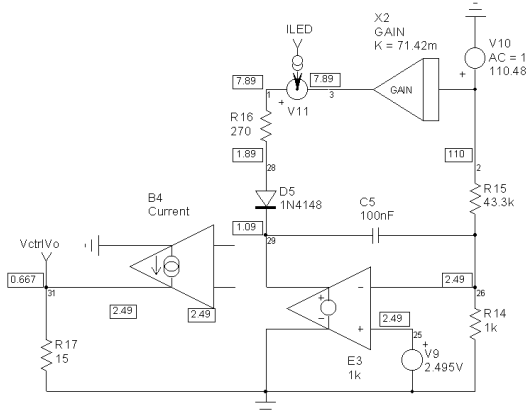 X2
GAIN
K = 71.42m
ILED
V10
AC = 1
110.48
7.89
7.89
GAIN
1
3
+
V11
+
R16
270
1.89
110
28
2
D5
1N4148
R15
43.3k
C5
100nF
B4
Current
1.09
29
VctrlVo
0.667
31
2.49
2.49
2.49
26
2.49
25
R17
15
E3
1k
+
V9
2.495V
R14
1k